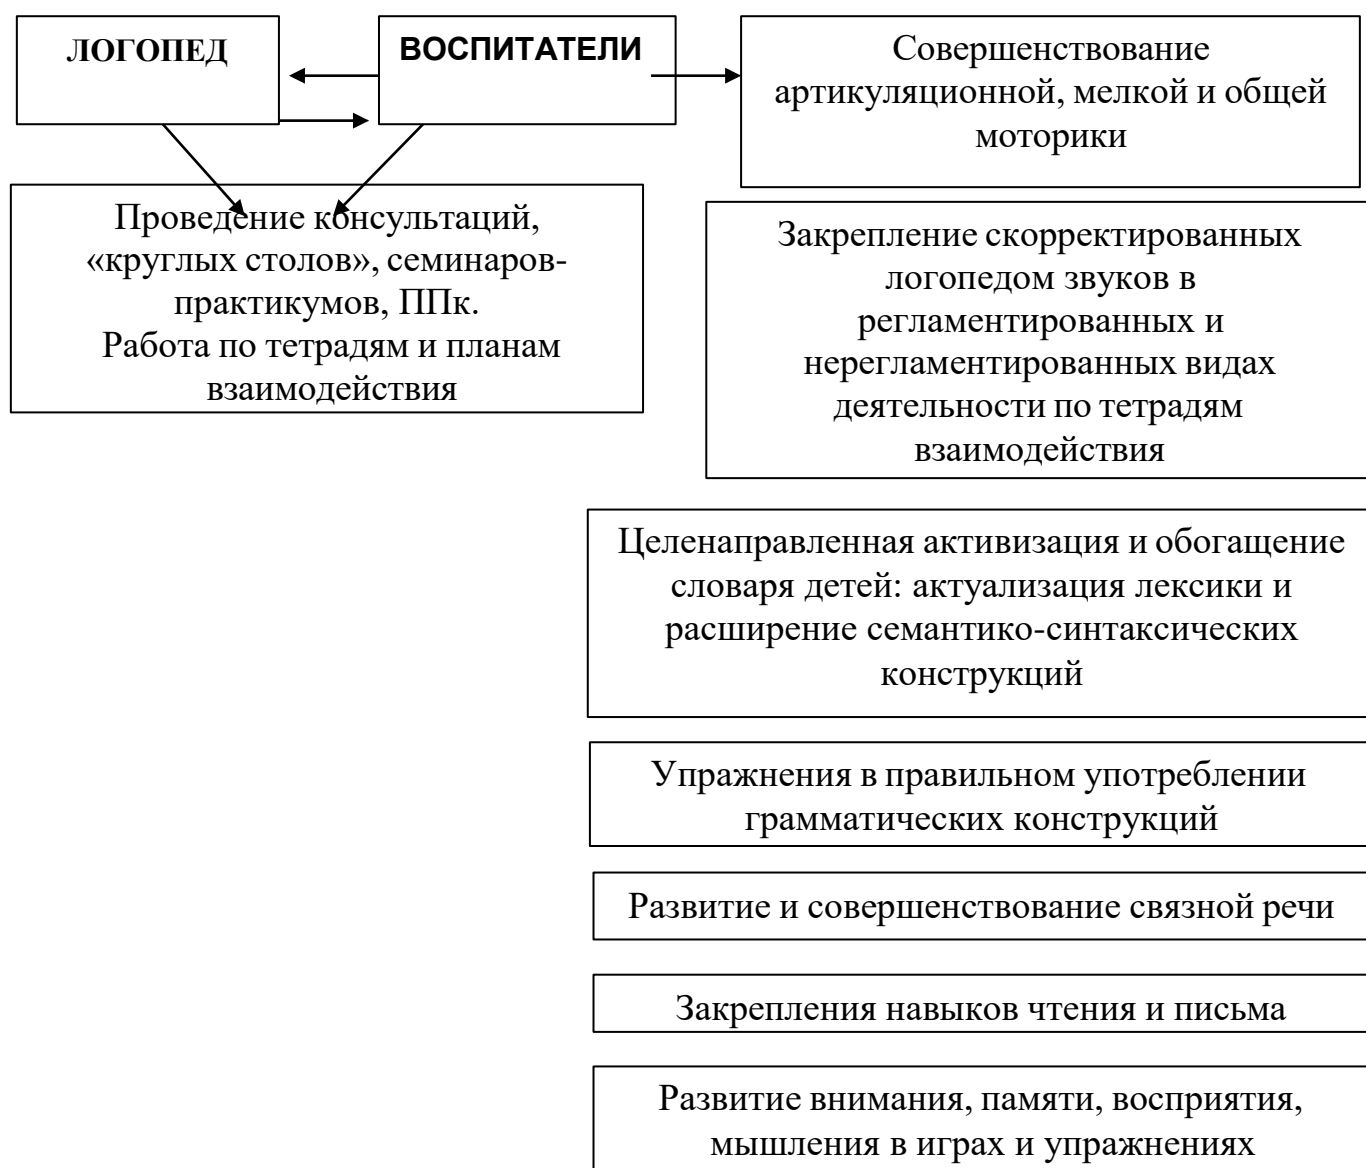 ЛОГОПЕД
ВОСПИТАТЕЛИ
Совершенствование
артикуляционной, мелкой и общей
моторики
Проведение консультаций,
«круглых столов», семинаров-
практикумов, ППк.
Работа по тетрадям и планам
взаимодействия
Закрепление скорректированных
логопедом звуков в
регламентированных и
нерегламентированных видах
деятельности по тетрадям
взаимодействия
Целенаправленная активизация и обогащение
словаря детей: актуализация лексики и
расширение семантико-синтаксических
конструкций
Упражнения в правильном употреблении
грамматических конструкций
Развитие и совершенствование связной речи
Закрепления навыков чтения и письма
Развитие внимания, памяти, восприятия,
мышления в играх и упражнениях